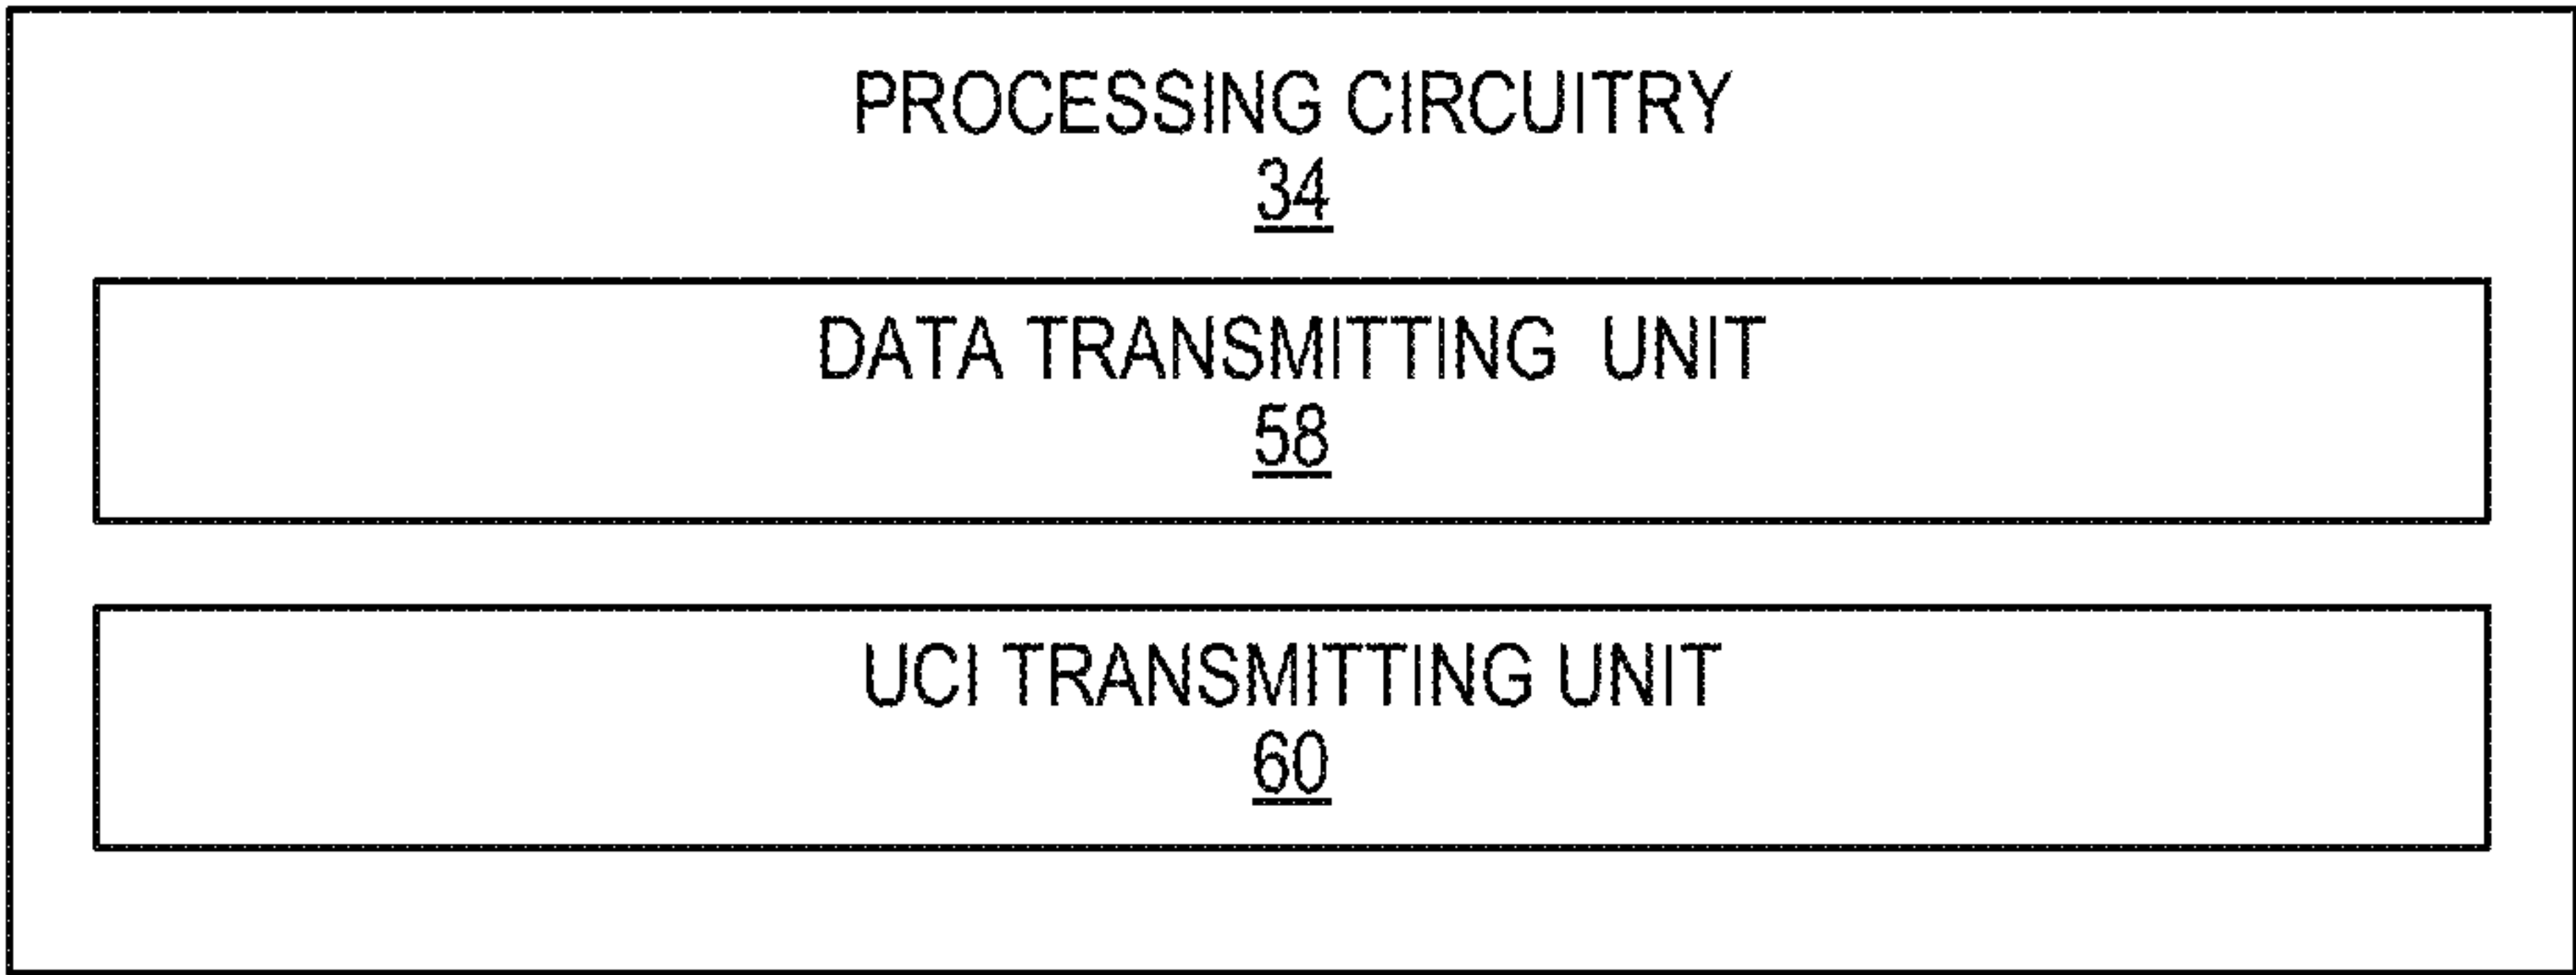 PROCESSING CIRCUITRY
34
DATA TRANSMITTING UNIT
58
UCI TRANSMITTING UNIT
60